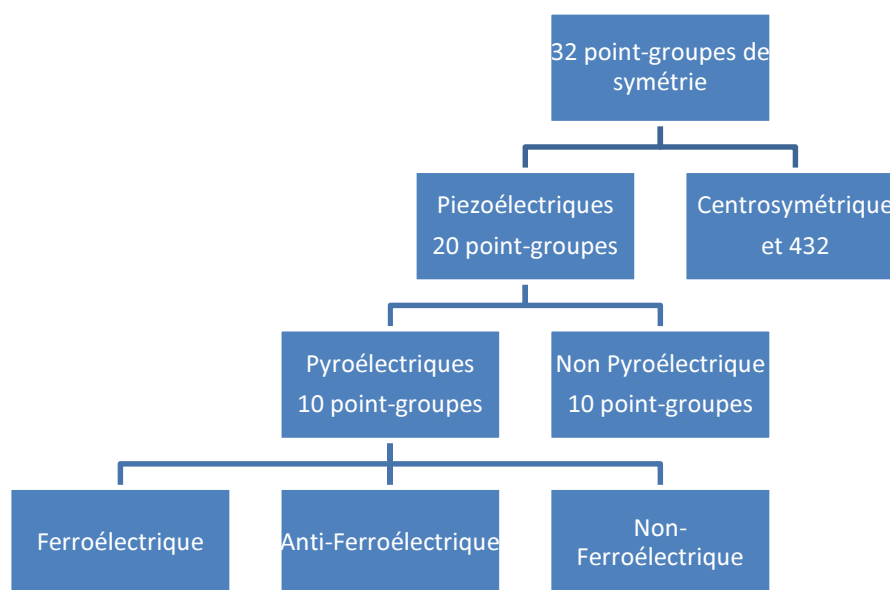 32 point-groupes de
symétrie
Piezoélectriques
20 point-groupes
Centrosymétrique
et 432
Pyroélectriques
10 point-groupes
Non Pyroélectrique
10 point-groupes
Ferroélectrique
Anti-Ferroélectrique
Non-
Ferroélectrique